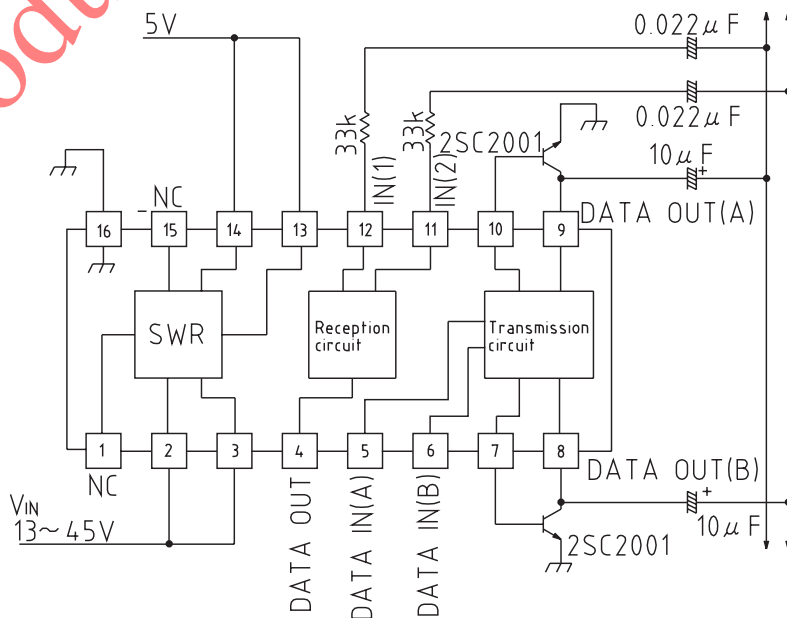 0.022μF
5V
0.022μF
33k
33k
2SC2001
10μF
+
IN(1)
IN(2)
NC
DATA OUT(A)
16
15
14
13
12
11
10
9
SWR
Reception
circuit
Transmission
circuit
1
2
3
4
5
6
7
8
NC
DATA OUT
DATA IN(A)
DATA IN(B)
DATA OUT(B)
+
10μF
VIN
13～45V
2SC2001